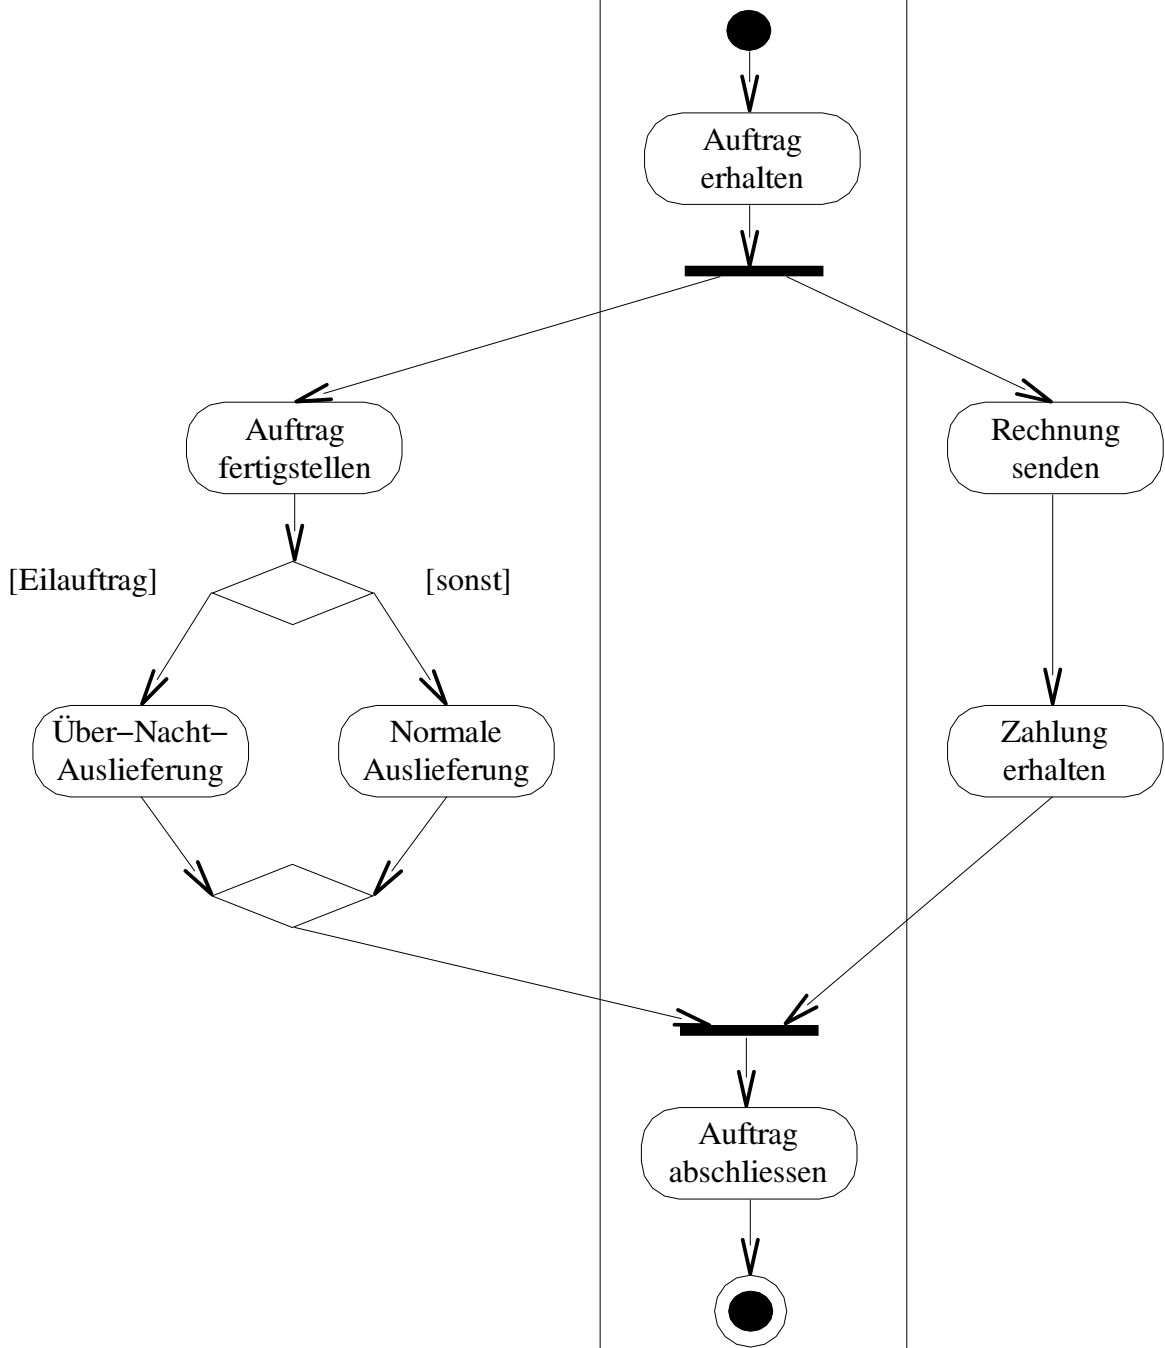 Auftrag
erhalten
Auftrag
fertigstellen
Rechnung
senden
[Eilauftrag]
[sonst]
Über−Nacht−
Auslieferung
Normale
Auslieferung
Zahlung
erhalten
Auftrag
abschliessen